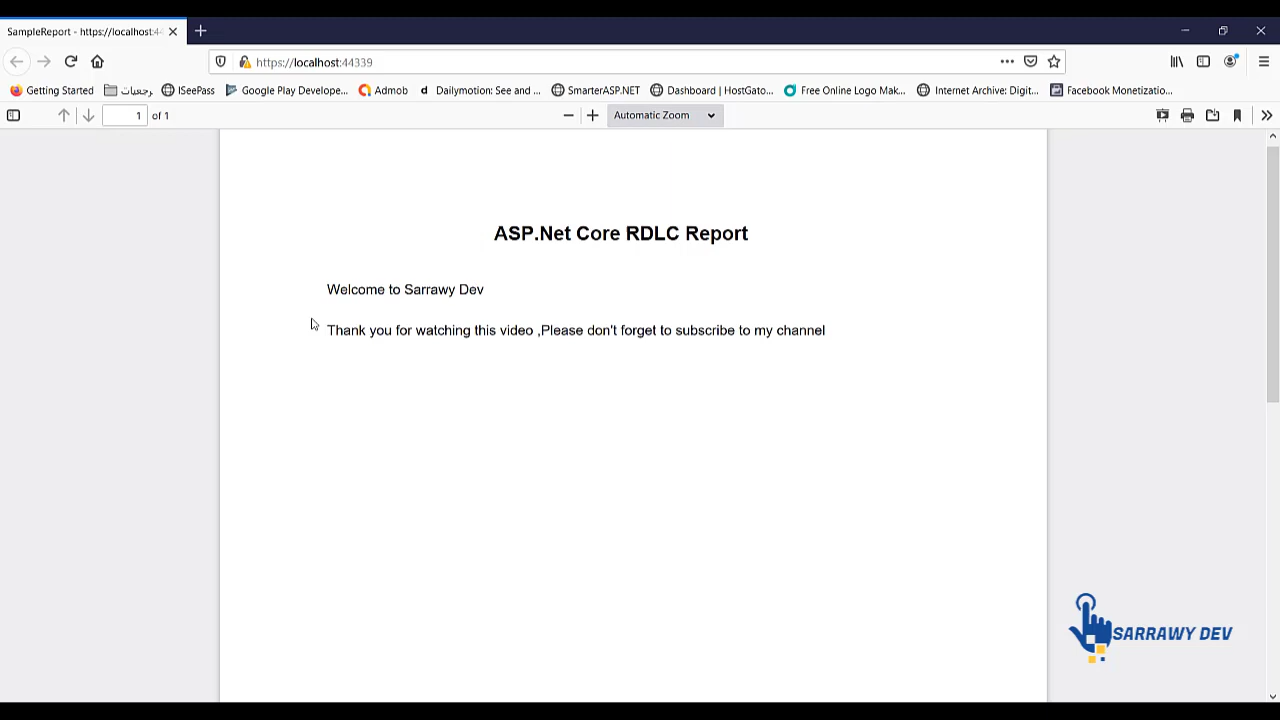 SampleReport - https://localhost:44
https://localhost:44339
Getting Started
رجعيات
ISeePass
Google Play Develope...
Admob
d Dailymotion: See and ...
SmarterASP.NET
Dashboard | HostGato...
Free Online Logo Mak...
Internet Archive: Digit...
Facebook Monetizatio...
1 of 1
Automatic Zoom
ASP.Net Core RDLC Report
Welcome to Sarrawy Dev
Thank you for watching this video ,Please don't forget to subscribe to my channel
SARRAWY DEV